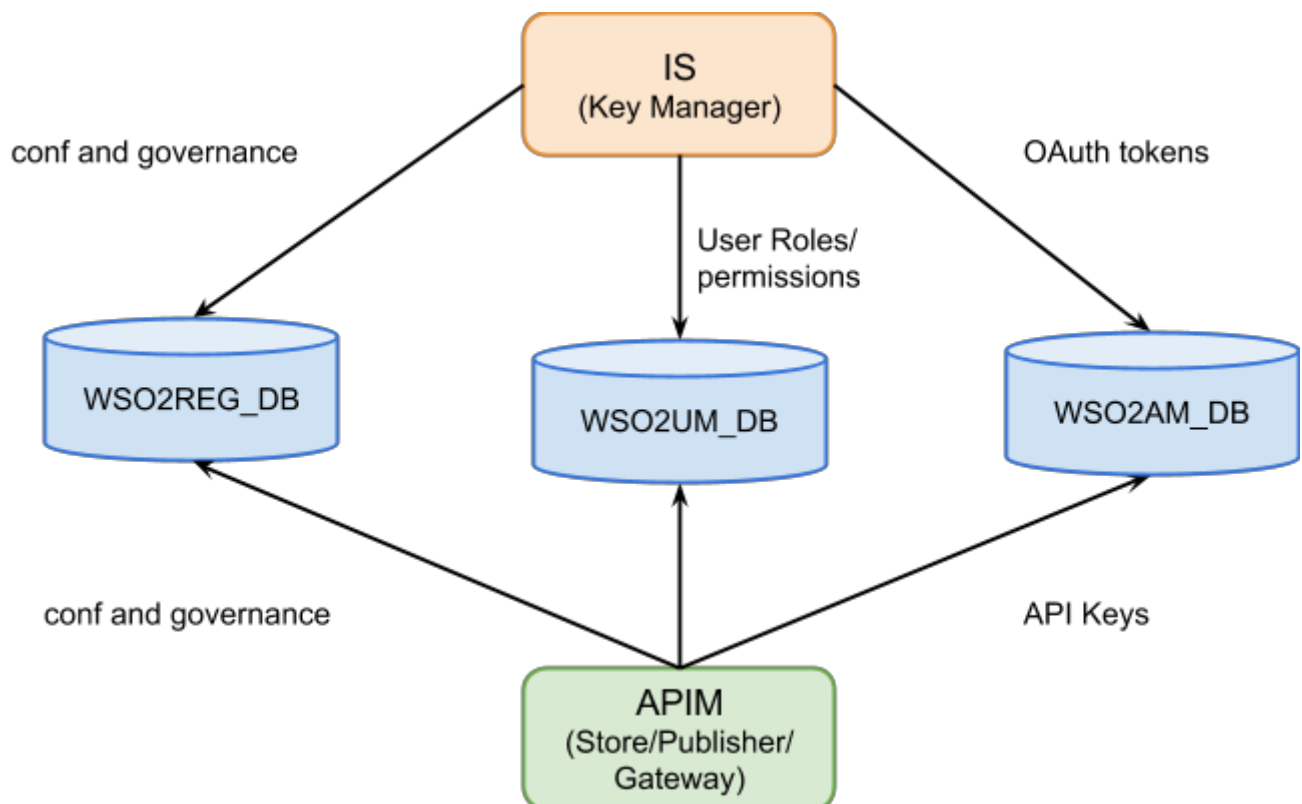 IS
(Key Manager)
conf and governance
OAuth tokens
User Roles/
permissions
WSO2REG_DB
WSO2UM_DB
WSO2AM_DB
conf and governance
API Keys
APIM
(Store/Publisher/
Gateway)